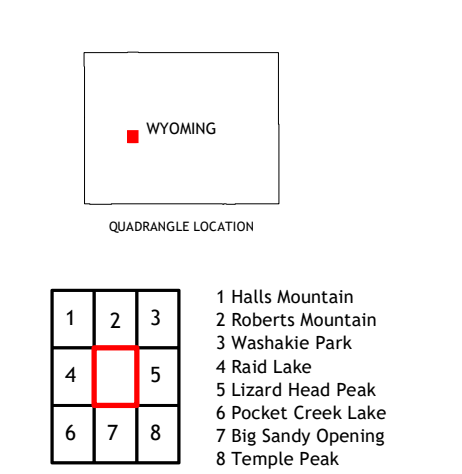 WYOMING
QUADRANGLE LOCATION
1 2 3
4 5
6 7 8
1 Halls Mountain
2 Roberts Mountain
3 Washakie Park
4 Raid Lake
5 Lizard Head Peak
6 Pocket Creek Lake
7 Big Sandy Opening
8 Temple Peak